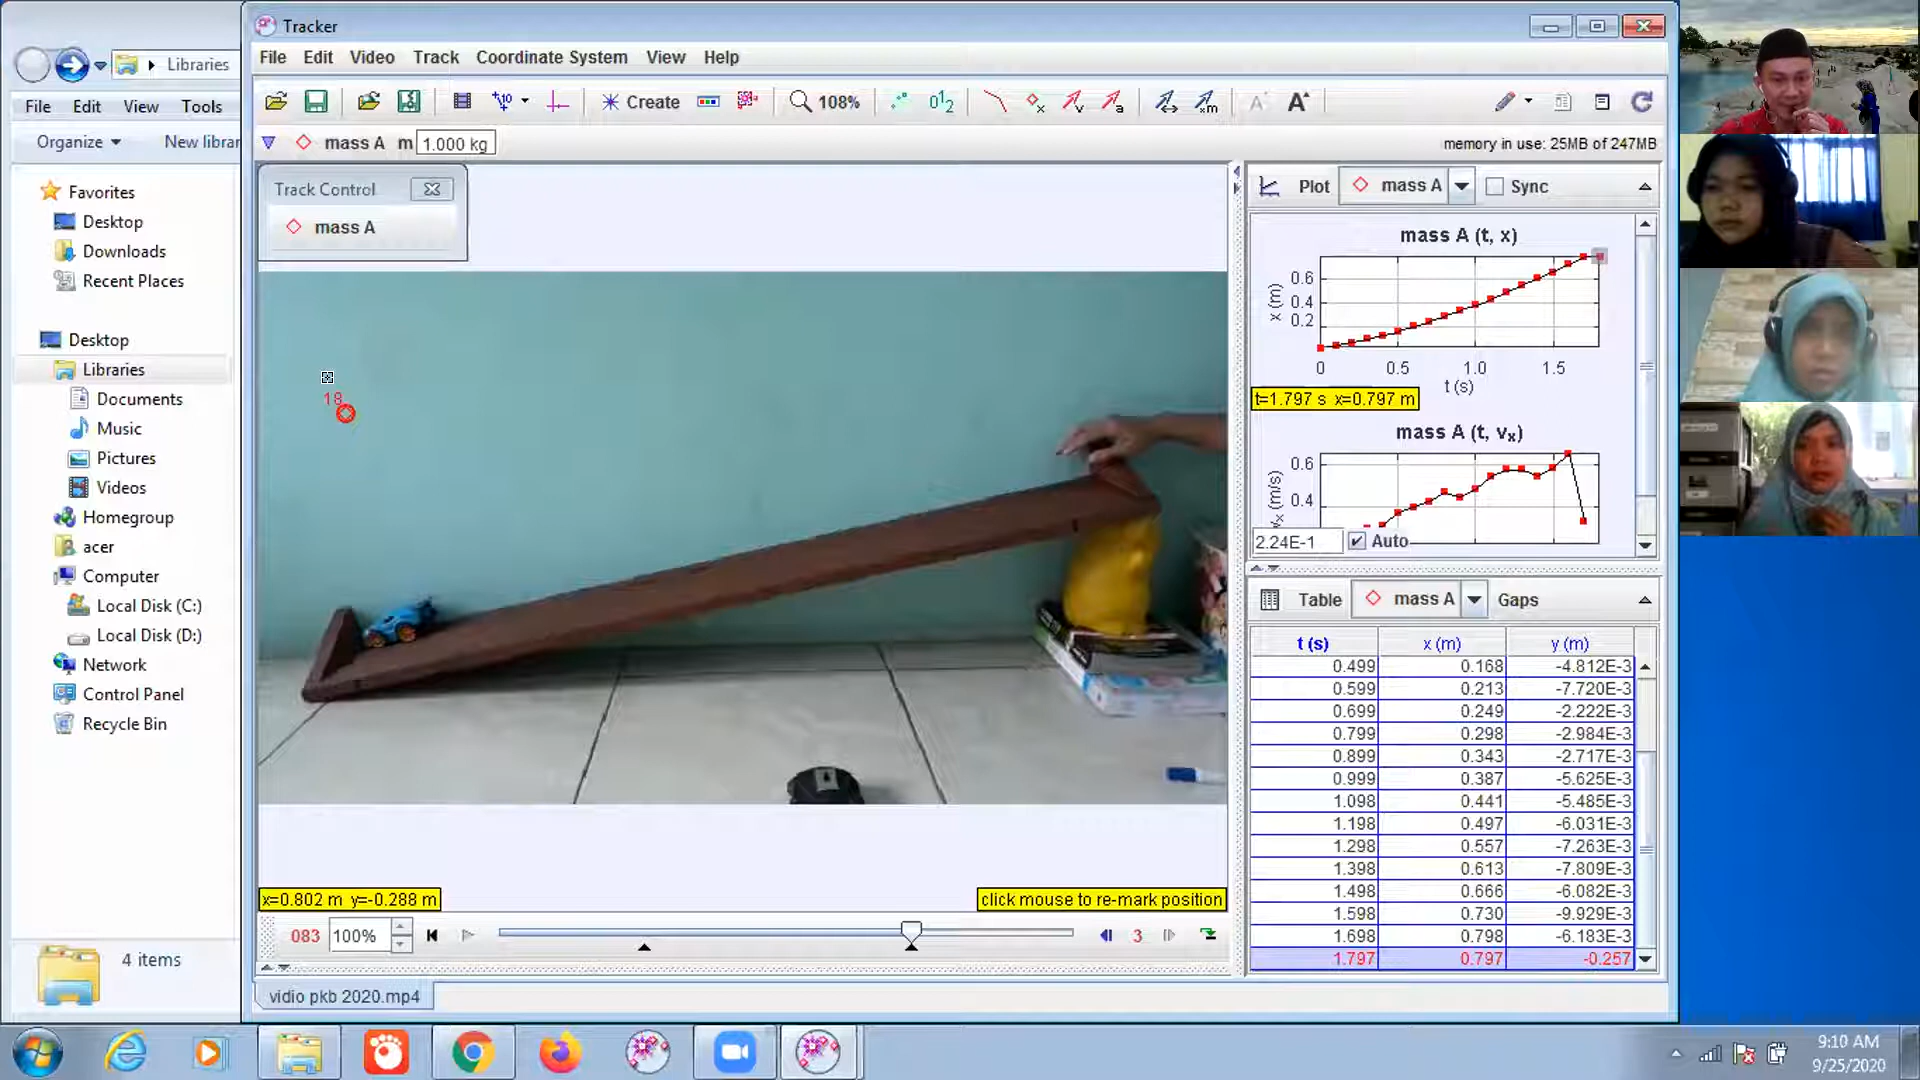 Libraries
File Edit View Tools
Organize New librar
Favorites
Desktop
Downloads
Recent Places
Desktop
Libraries
Documents
Music
Pictures
Videos
Homegroup
acer
Computer
Local Disk (C:)
Local Disk (D:)
Network
Control Panel
Recycle Bin
4 items
Tracker
File Edit Video Track Coordinate System View Help
Create 108%
mass A m 1.000 kg
memory in use: 25MB of 247MB
Track Control
mass A
18
x=0.802 m y=-0.288 m
click mouse to re-mark position
083 100% 3
vidio pkb 2020.mp4
Plot mass A Sync
mass A (t, x)
x (m)
0.6
0.4
0.2
0 0.5 1.0 1.5
t (s)
t=1.797 s x=0.797 m
mass A (t, vx)
vx (m/s)
0.6
0.4
2.24E-1 Auto
Table mass A Gaps
t (s) x (m) y (m)
0.499 0.168 -4.812E-3
0.599 0.213 -7.720E-3
0.699 0.249 -2.222E-3
0.799 0.298 -2.984E-3
0.899 0.343 -2.717E-3
0.999 0.387 -5.625E-3
1.098 0.441 -5.485E-3
1.198 0.497 -6.031E-3
1.298 0.557 -7.263E-3
1.398 0.613 -7.809E-3
1.498 0.666 -6.082E-3
1.598 0.730 -9.929E-3
1.698 0.798 -6.183E-3
1.797 0.797 -0.257
9:10 AM
9/25/2020